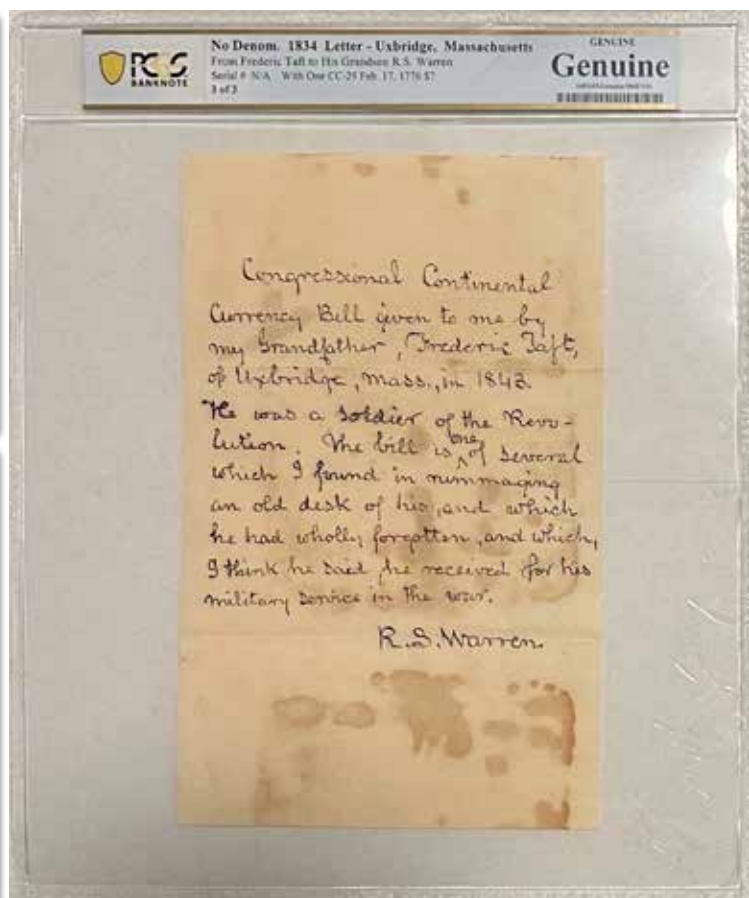 PCGS
BANKNOTE
No Denom. 1834 Letter - Uxbridge, Massachusetts
From Frederic Taft to His Grandson R.S. Warren
Serial # N/A With One CC-29 Feb. 17, 1776 $7
3 of 3
GENUINE
Genuine
Congressional Continental
Currency Bill given to me by
my Grandfather, Frederic Taft,
of Uxbridge, Mass., in 1843
He was a soldier of the Revo-
lution. The bill is one of several
which I found in rummaging
an old desk of his, and which
he had wholly forgotten, and which,
I think he said, he received for his
military service in the war.
R.S. Warren.